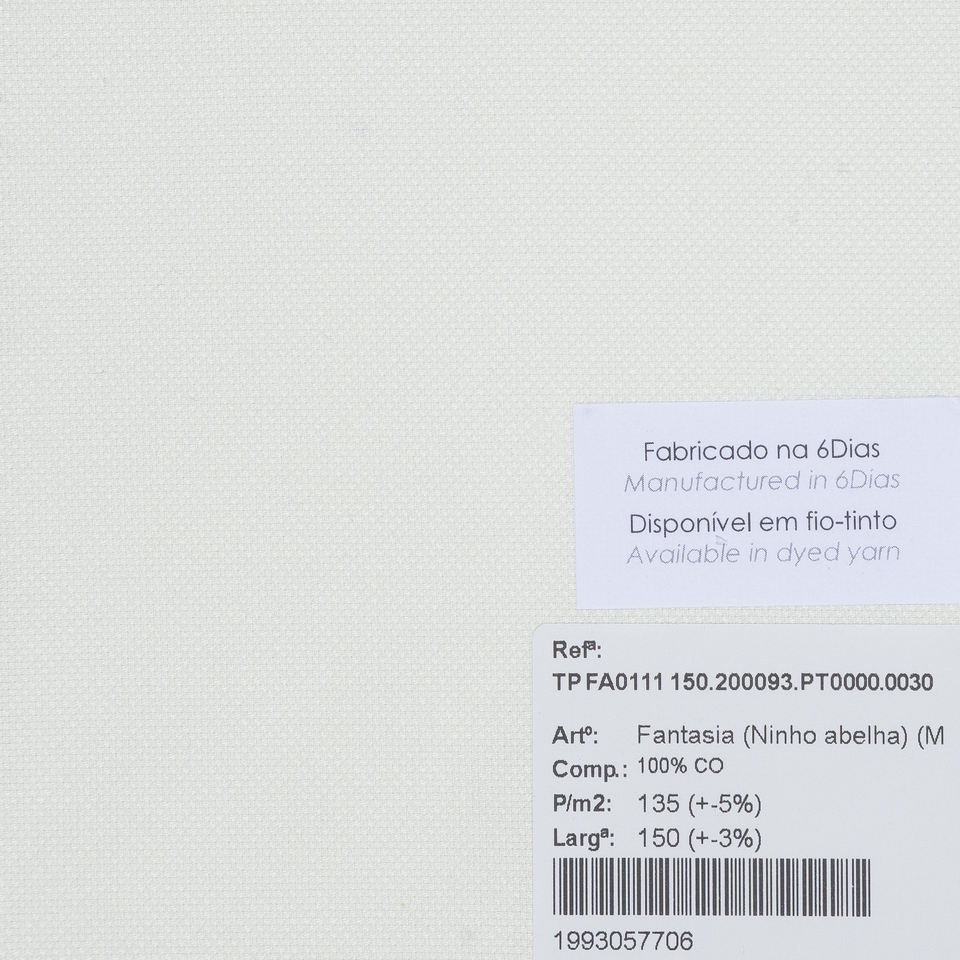 Fabricado na 6Dias
Manufactured in 6Dias
Disponível em fio-tinto
Available in dyed yarn
Refª:
TP FA0111 150.200093.PT0000.0030
Artº: Fantasia (Ninho abelha) (M
Comp.: 100% CO
P/m2: 135 (+-5%)
Largª: 150 (+-3%)
1993057706